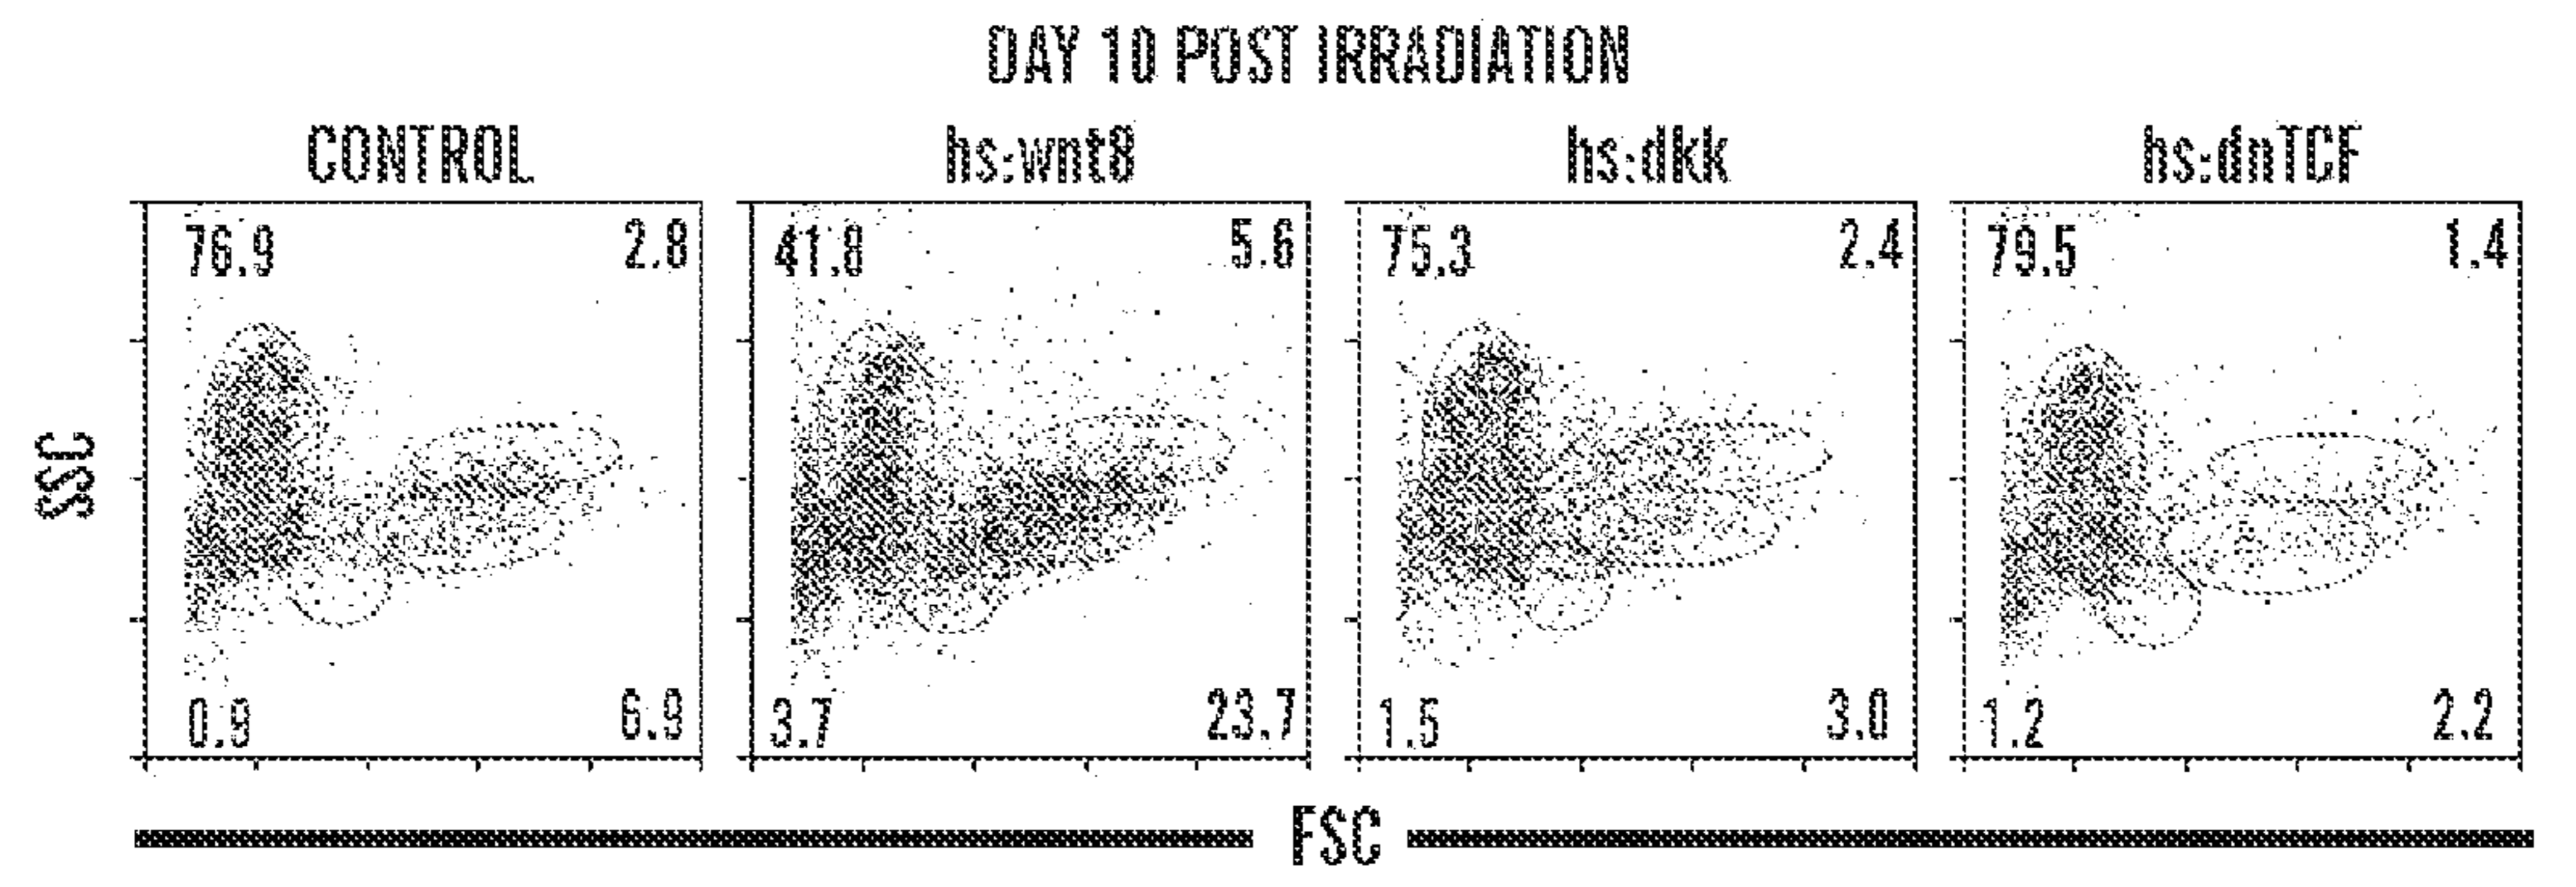 DAY 10 POST IRRADIATION
CONTROL hs:wnt8 hs:dkk hs:dnTCF
76.9 2.8 41.8 5.6 75.3 2.4 79.5 1.4
SSC
0.9 6.9 3.7 23.7 1.5 3.0 1.2 2.2
FSC